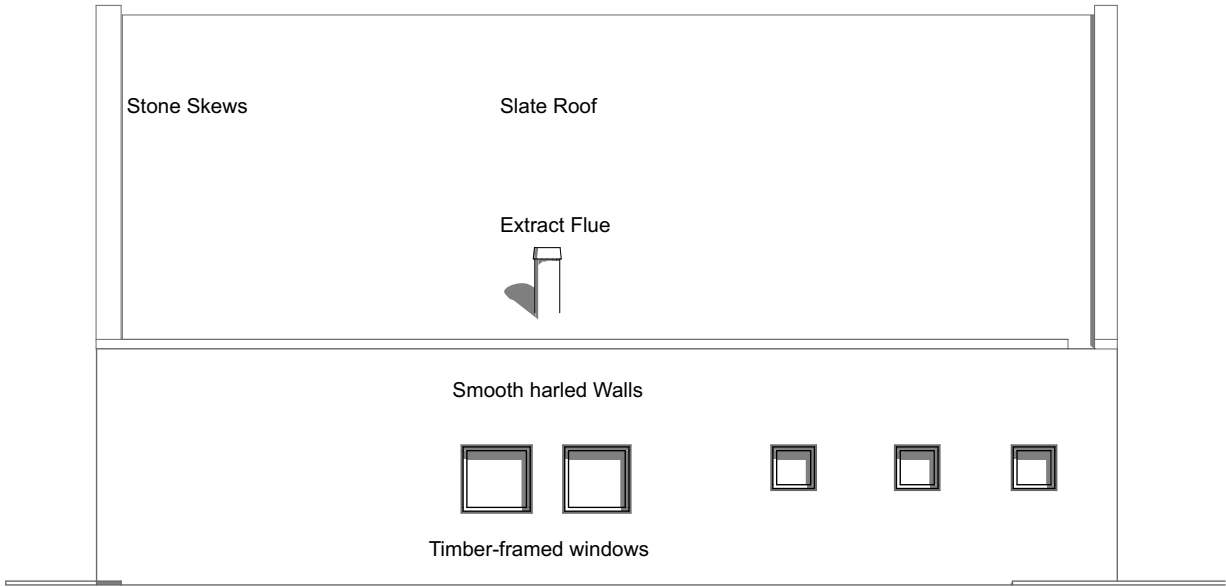 Stone Skews
Slate Roof
Extract Flue
Smooth harled Walls
Timber-framed windows